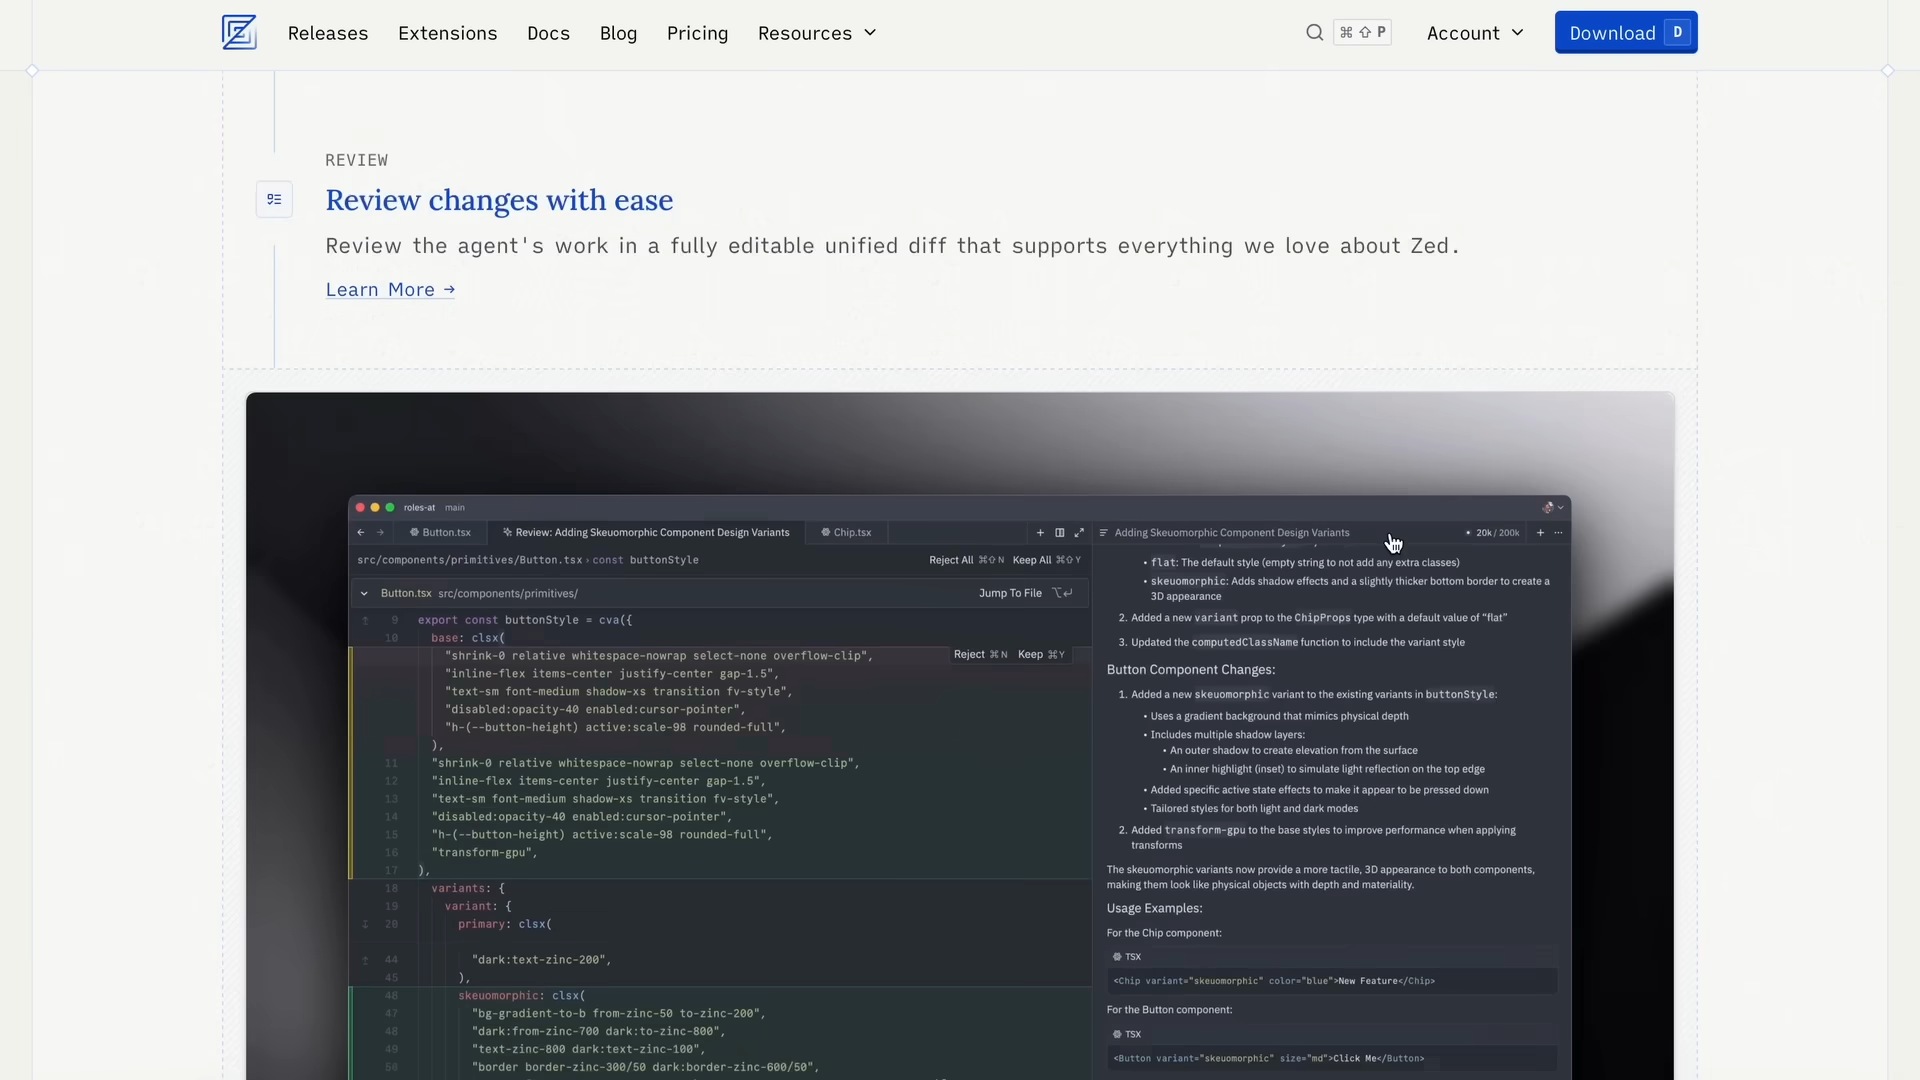 Releases Extensions Docs Blog Pricing Resources ⌘ ⇧ P Account Download D
REVIEW
Review changes with ease
Review the agent's work in a fully editable unified diff that supports everything we love about Zed.
Learn More →
roles-at main
Button.tsx Review: Adding Skeuomorphic Component Design Variants Chip.tsx
src/components/primitives/Button.tsx › const buttonStyle Reject All ⌘⇧N Keep All ⌘⇧Y
Button.tsx src/components/primitives/ Jump To File ⌥↵
9 export const buttonStyle = cva({
10 base: clsx(
"shrink-0 relative whitespace-nowrap select-none overflow-clip", Reject ⌘N Keep ⌘Y
"inline-flex items-center justify-center gap-1.5",
"text-sm font-medium shadow-xs transition fv-style",
"disabled:opacity-40 enabled:cursor-pointer",
"h-(--button-height) active:scale-98 rounded-full",
),
11 "shrink-0 relative whitespace-nowrap select-none overflow-clip",
12 "inline-flex items-center justify-center gap-1.5",
13 "text-sm font-medium shadow-xs transition fv-style",
14 "disabled:opacity-40 enabled:cursor-pointer",
15 "h-(--button-height) active:scale-98 rounded-full",
16 "transform-gpu",
17 ),
18 variants: {
19 variant: {
20 primary: clsx(
44 "dark:text-zinc-200",
45 ),
46 skeuomorphic: clsx(
47 "bg-gradient-to-b from-zinc-50 to-zinc-200",
48 "dark:from-zinc-700 dark:to-zinc-800",
49 "text-zinc-800 dark:text-zinc-100",
50 "border border-zinc-300/50 dark:border-zinc-600/50",
Adding Skeuomorphic Component Design Variants 20k / 200k
• flat: The default style (empty string to not add any extra classes)
• skeuomorphic: Adds shadow effects and a slightly thicker bottom border to create a
3D appearance
2. Added a new variant prop to the ChipProps type with a default value of “flat”
3. Updated the computedClassName function to include the variant style
Button Component Changes:
1. Added a new skeuomorphic variant to the existing variants in buttonStyle:
• Uses a gradient background that mimics physical depth
• Includes multiple shadow layers:
• An outer shadow to create elevation from the surface
• An inner highlight (inset) to simulate light reflection on the top edge
• Added specific active state effects to make it appear to be pressed down
• Tailored styles for both light and dark modes
2. Added transform-gpu to the base styles to improve performance when applying
transforms
The skeuomorphic variants now provide a more tactile, 3D appearance to both components,
making them look like physical objects with depth and materiality.
Usage Examples:
For the Chip component:
TSX
<Chip variant="skeuomorphic" color="blue">New Feature</Chip>
For the Button component:
TSX
<Button variant="skeuomorphic" size="md">Click Me</Button>